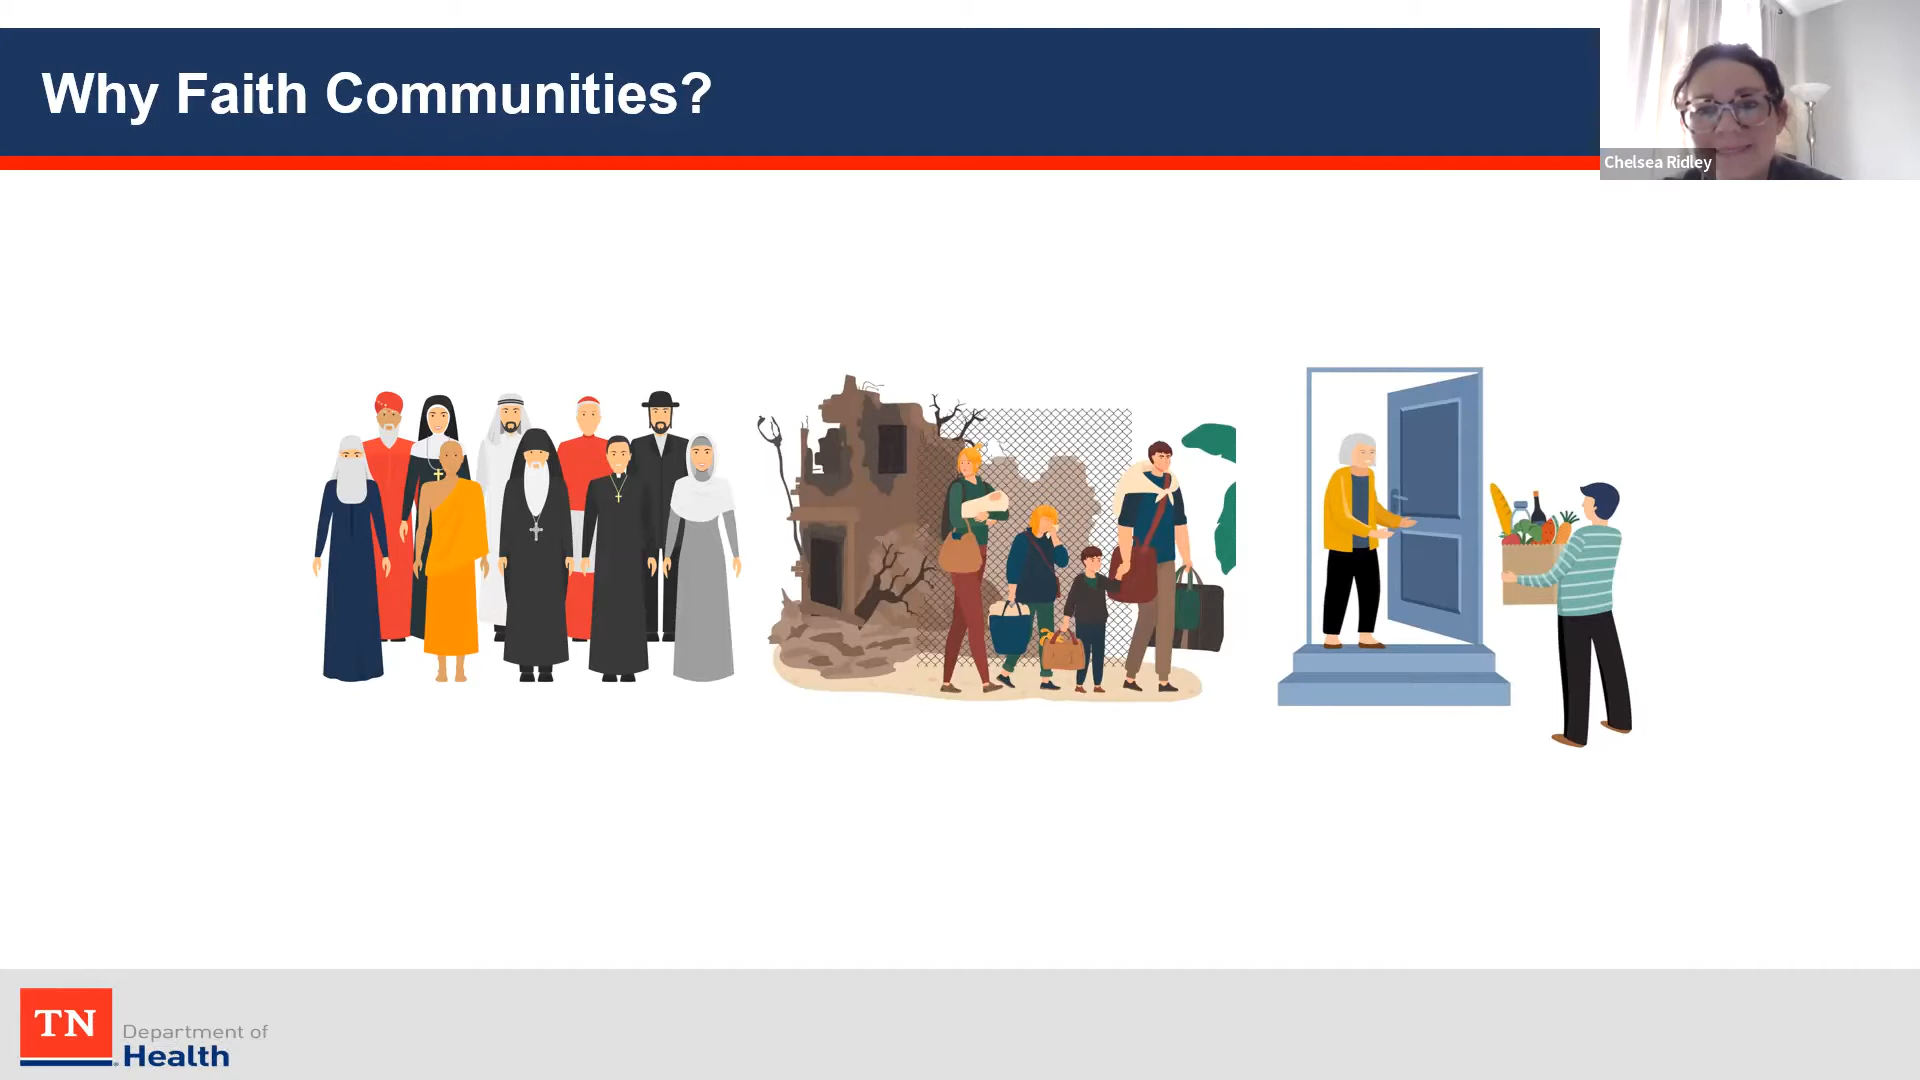 Why Faith Communities?
Chelsea Ridley
TN
Department of
Health